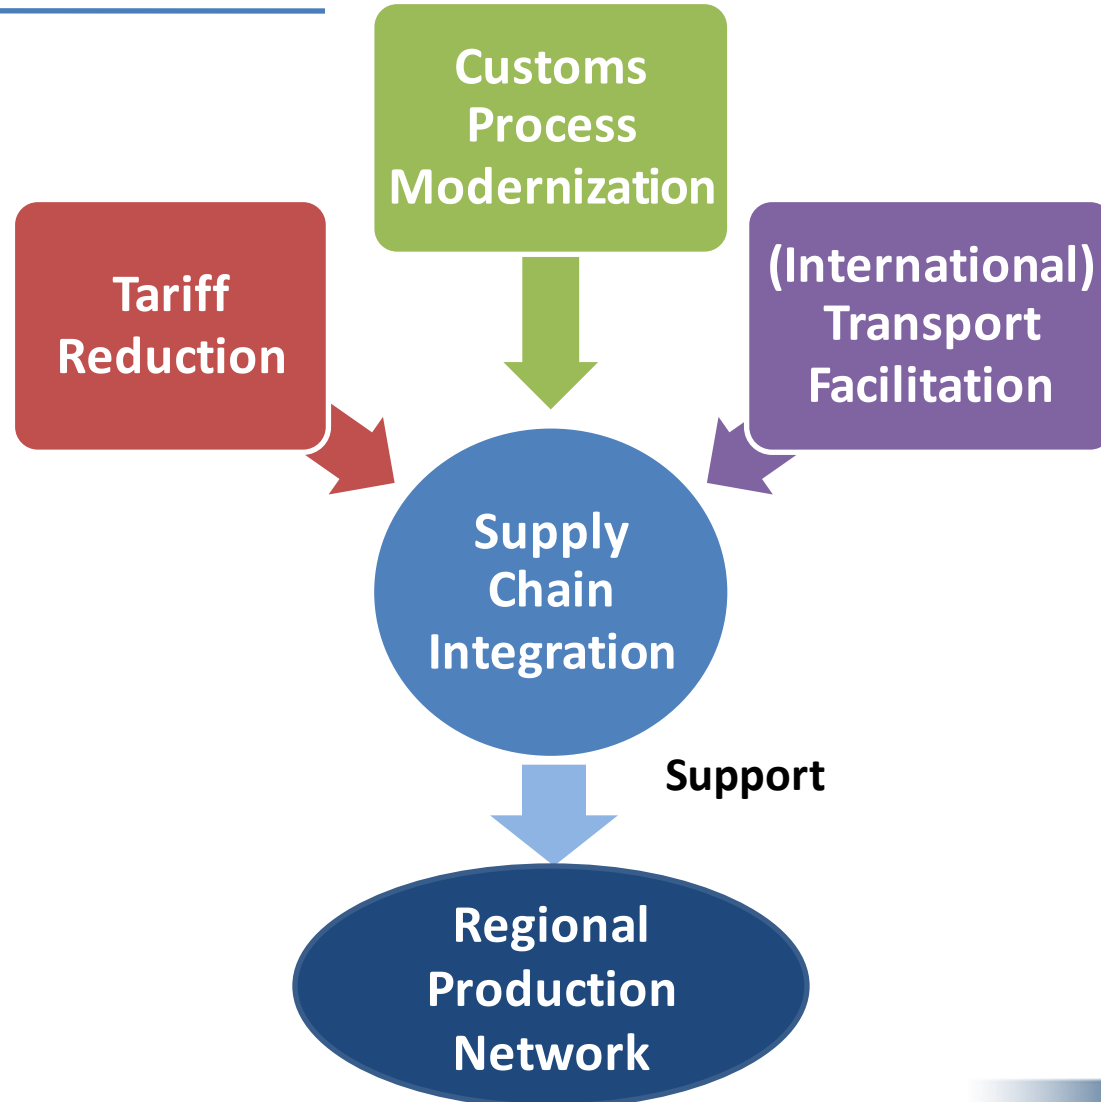 Customs
Process
Modernization
Tariff
Reduction
(International)
Transport
Facilitation
Supply
Chain
Integration
Support
Regional
Production
Network